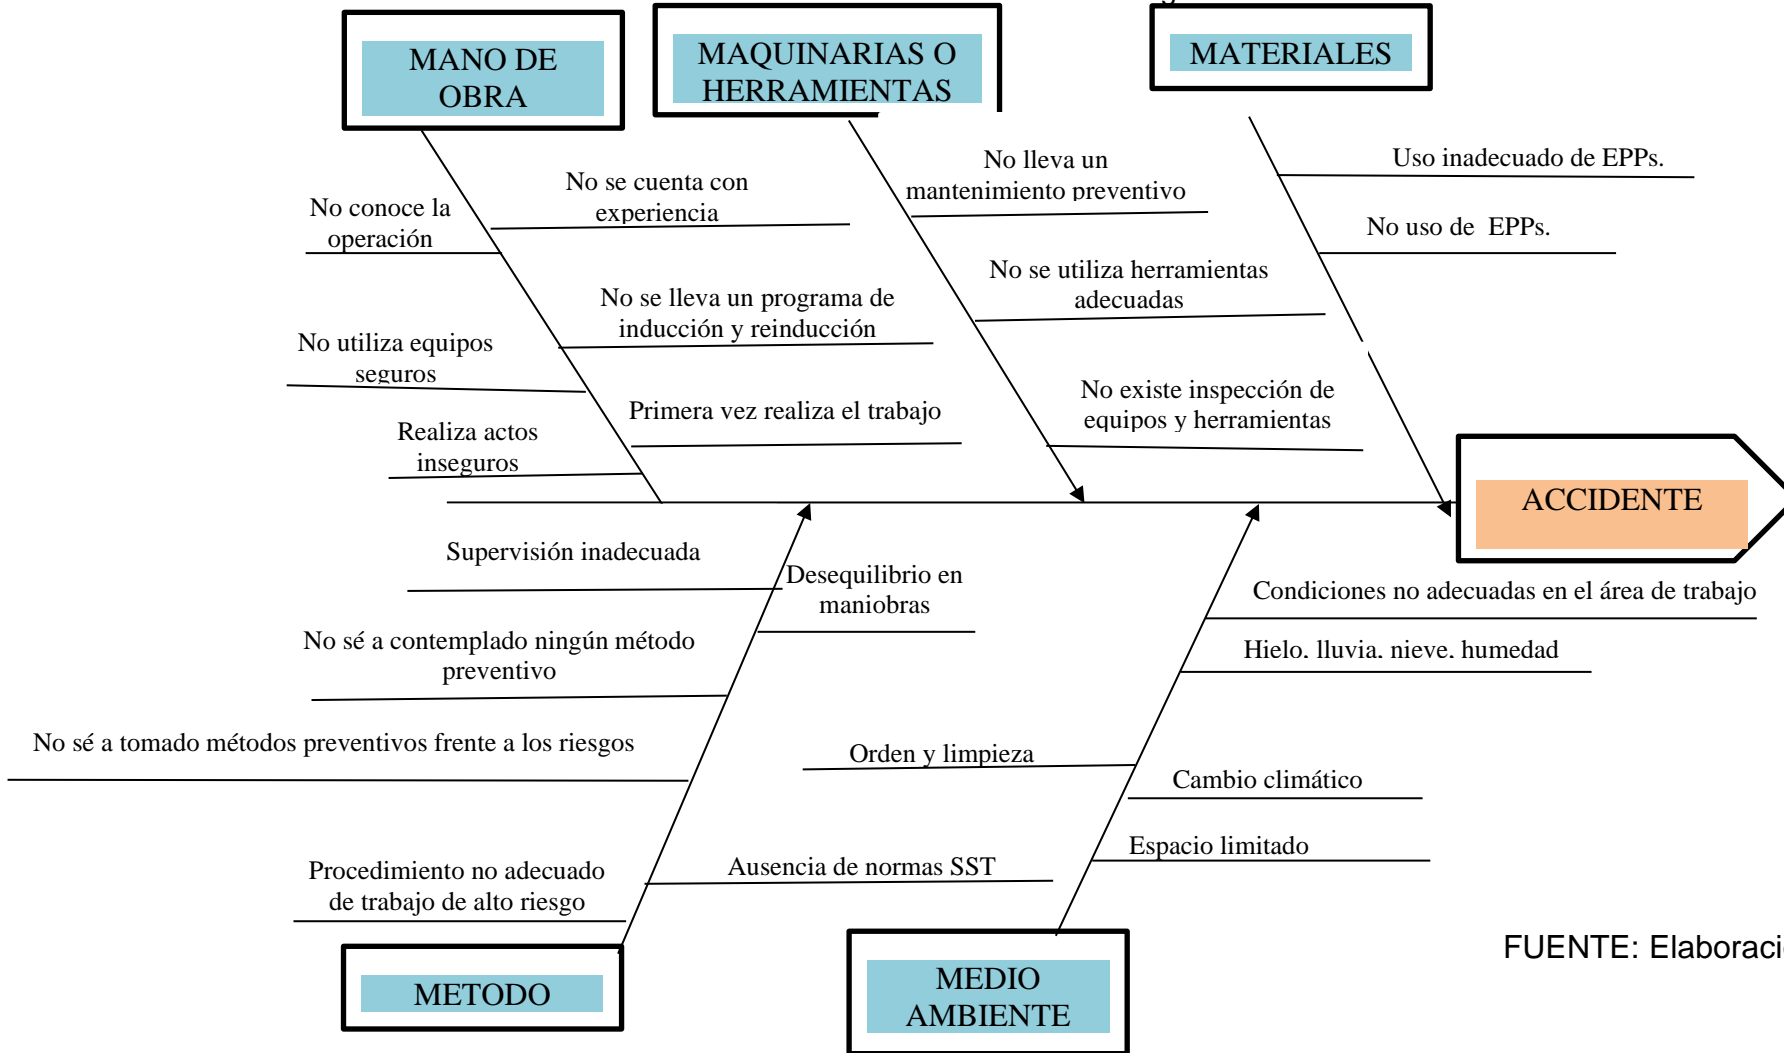 MANO DE
OBRA
MAQUINARIAS O
HERRAMIENTAS
MATERIALES
No conoce la
operación
No se cuenta con
experiencia
No utiliza equipos
seguros
No se lleva un programa de
inducción y reinducción
Realiza actos
inseguros
Primera vez realiza el trabajo
No lleva un
mantenimiento preventivo
No se utiliza herramientas
adecuadas
No existe inspección de
equipos y herramientas
Uso inadecuado de EPPs.
No uso de EPPs.
ACCIDENTE
Supervisión inadecuada
Desequilibrio en
maniobras
No sé a contemplado ningún método
preventivo
No sé a tomado métodos preventivos frente a los riesgos
Procedimiento no adecuado
de trabajo de alto riesgo
Ausencia de normas SST
Condiciones no adecuadas en el área de trabajo
Hielo, lluvia, nieve, humedad
Orden y limpieza
Cambio climático
Espacio limitado
METODO
MEDIO
AMBIENTE
FUENTE: